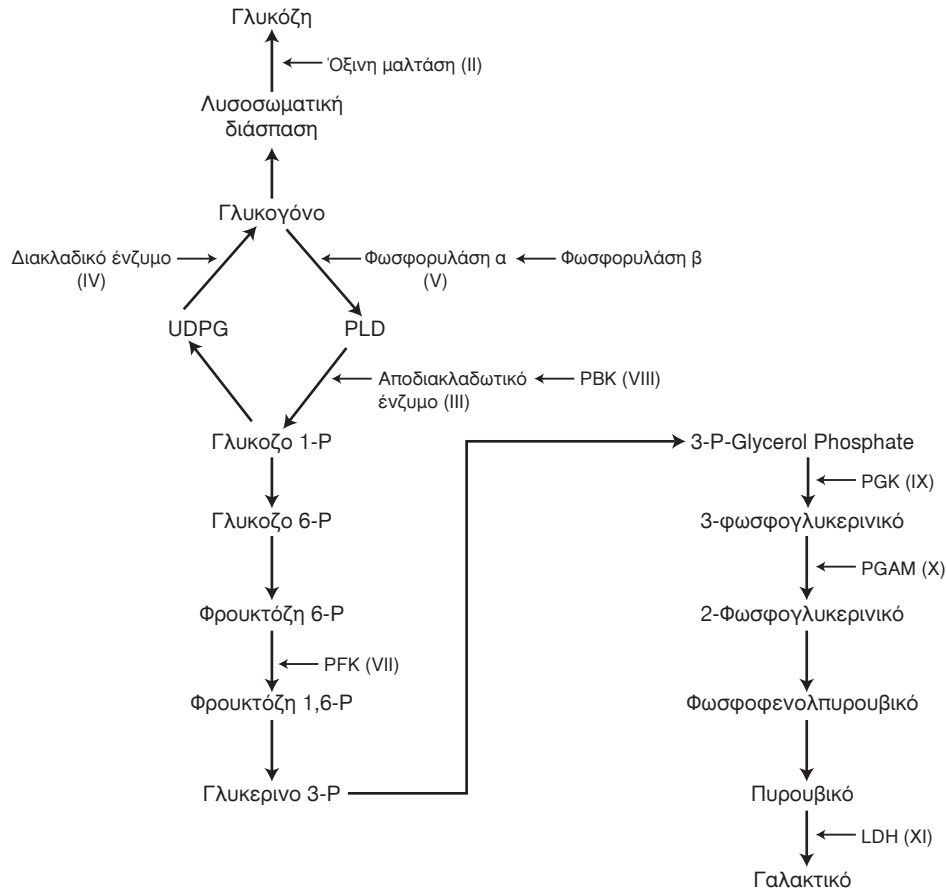 Γλυκόζη
Όξινη μαλτάση (II)
Λυσοσωματική
διάσπαση
Γλυκογόνο
Διακλαδικό ένζυμο
(IV)
Φωσφορυλάση α
(V)
Φωσφορυλάση β
UDPG
PLD
Αποδιακλαδωτικό
ένζυμο (III)
PBK (VIII)
Γλυκοζο 1-P
Γλυκοζο 6-P
Φρουκτόζη 6-P
PFK (VII)
Φρουκτόζη 1,6-P
Γλυκερινο 3-P
3-P-Glycerol Phosphate
PGK (IX)
3-φωσφογλυκερινικό
PGAM (X)
2-Φωσφογλυκερινικό
Φωσφοφενολπυρουβικό
Πυρουβικό
LDH (XI)
Γαλακτικό